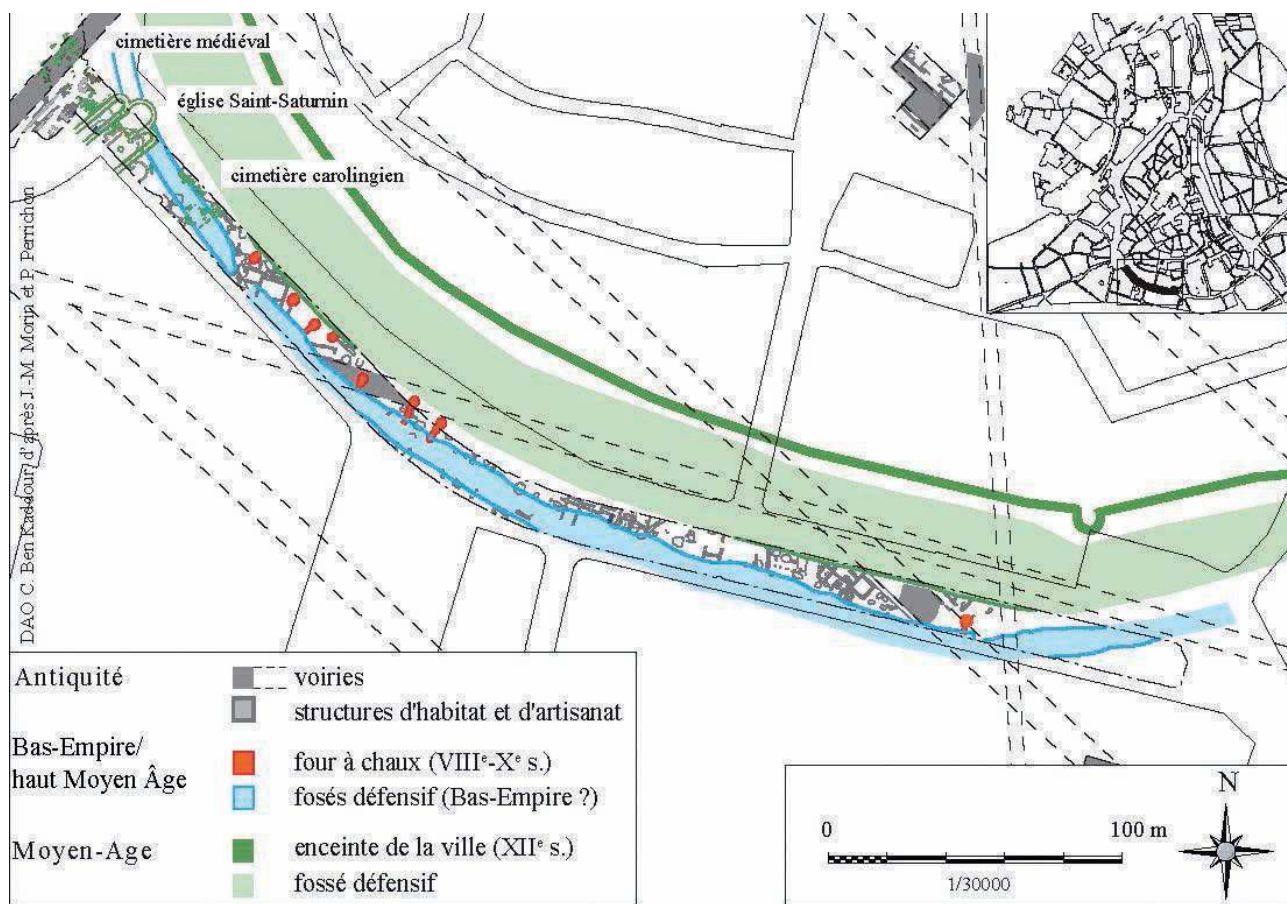 cimetière médiéval
église Saint-Saturnin
cimetière carolingien
DAO C. Ben Kaddour d'après J.-M. Morin et P. Perrichon
Antiquité
voiries
structures d'habitat et d'artisanat
Bas-Empire/
haut Moyen Âge
four à chaux (VIIIᵉ-Xᵉ s.)
fosés défensif (Bas-Empire ?)
Moyen-Age
enceinte de la ville (XIIᵉ s.)
fossé défensif
0
100 m
1/30000
N